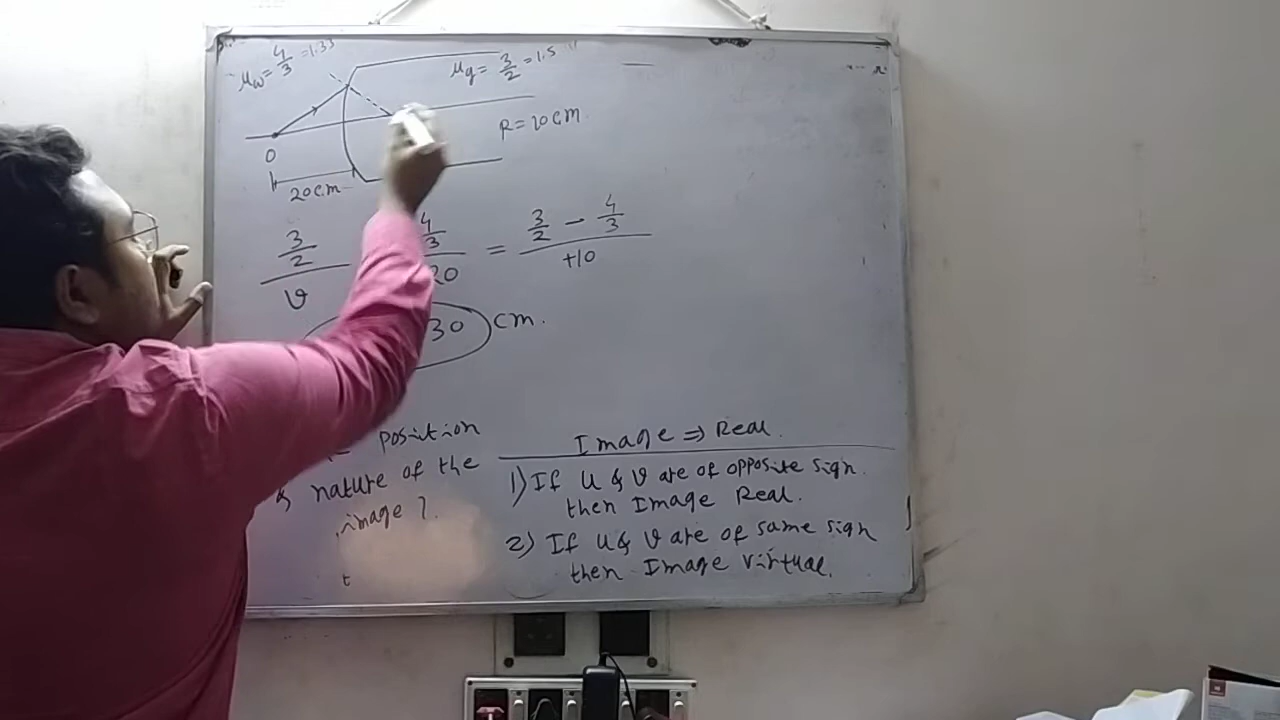 μw = 4/3 = 1.33
μg = 3/2 = 1.5
R = 10 cm
O
20 cm
3/2 / v 4/3 / 20 = 3/2 - 4/3 / +10
30 cm.
position
& nature of the
image ?
t
Image ⇒ Real
1) If u & v are of opposite sign.
then Image Real.
2) If u & v are of same sign
then Image virtual.